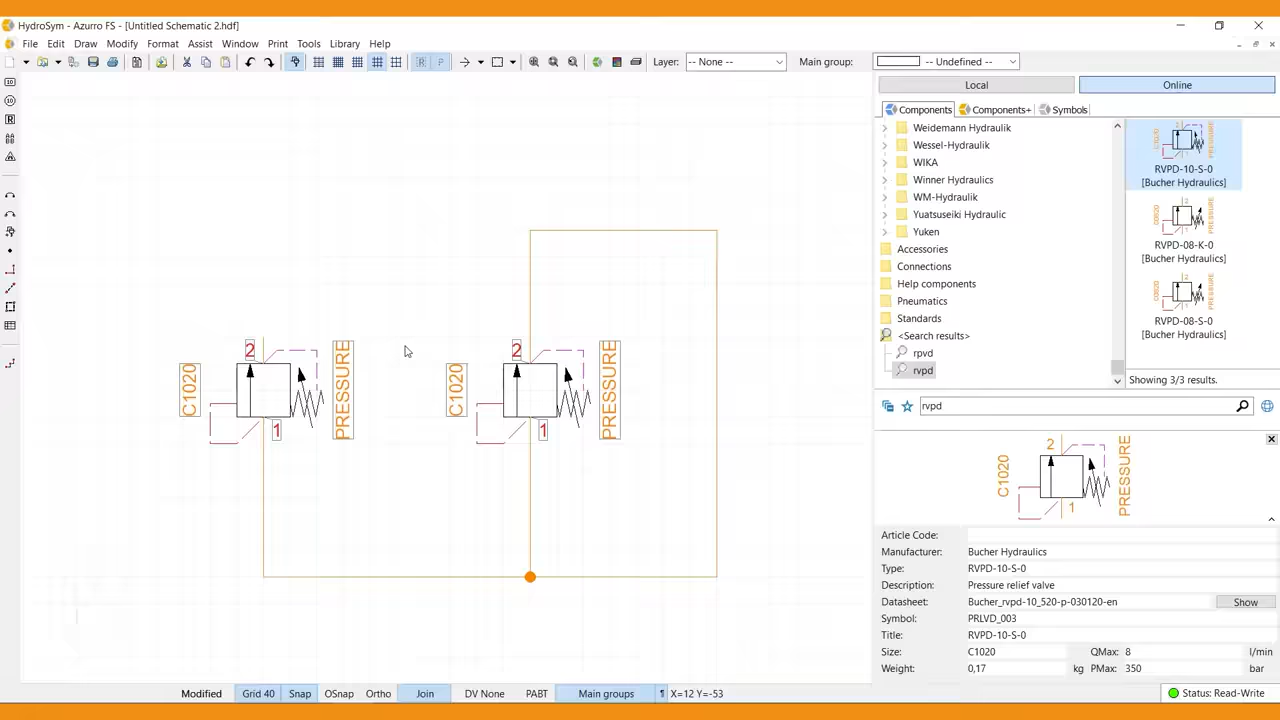 HydroSym - Azurro FS - [Untitled Schematic 2.hdf]
File Edit Draw Modify Format Assist Window Print Tools Library Help
Layer: -- None -- Main group: -- Undefined --
Local Online
Components Components+ Symbols
Weidemann Hydraulik
Wessel-Hydraulik
WIKA
Winner Hydraulics
WM-Hydraulik
Yuatsuseiki Hydraulic
Yuken
Accessories
Connections
Help components
Pneumatics
Standards
<Search results>
rpvd
rvpd
C1020
2
1
PRESSURE
RVPD-10-S-0
[Bucher Hydraulics]
RVPD-08-K-0
[Bucher Hydraulics]
RVPD-08-S-0
[Bucher Hydraulics]
Showing 3/3 results.
rvpd
C1020
2
1
PRESSURE
C1020
2
1
PRESSURE
C1020
2
1
PRESSURE
Article Code:
Manufacturer: Bucher Hydraulics
Type: RVPD-10-S-0
Description: Pressure relief valve
Datasheet: Bucher_rvpd-10_520-p-030120-en Show
Symbol: PRLVD_003
Title: RVPD-10-S-0
Size: C1020 QMax: 8 l/min
Weight: 0,17 kg PMax: 350 bar
Modified Grid 40 Snap OSnap Ortho Join DV None PABT Main groups ¶ X=12 Y=-53 Status: Read-Write